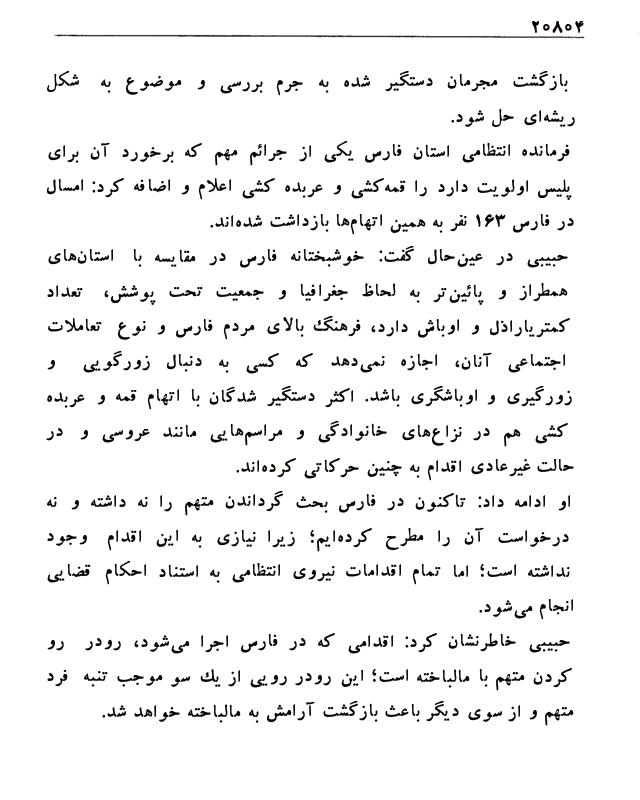 ۲۰۸۰۴
بازگشت مجرمان دستگیر شده به جرم بررسی و موضوع به شکل
ریشه‌ای حل شود.
فرمانده انتظامی استان فارس یکی از جرائم مهم که برخورد آن برای
پلیس اولویت دارد را قمه‌کشی و عربده کشی اعلام و اضافه کرد: امسال
در فارس ۱۶۳ نفر به همین اتهام‌ها بازداشت شده‌اند.
حبیبی در عین‌حال گفت: خوشبختانه فارس در مقایسه با استان‌های
همطراز و پائین‌تر به لحاظ جغرافیا و جمعیت تحت پوشش، تعداد
کمتریاراذل و اوباش دارد، فرهنگ بالای مردم فارس و نوع تعاملات
اجتماعی آنان، اجازه نمی‌دهد که کسی به دنبال زورگویی و
زورگیری و اوباشگری باشد. اکثر دستگیر شدگان با اتهام قمه و عربده
کشی هم در نزاع‌های خانوادگی و مراسم‌هایی مانند عروسی و در
حالت غیرعادی اقدام به چنین حرکاتی کرده‌اند.
او ادامه داد: تاکنون در فارس بحث گرداندن متهم را نه داشته و نه
درخواست آن را مطرح کرده‌ایم؛ زیرا نیازی به این اقدام وجود
نداشته است؛ اما تمام اقدامات نیروی انتظامی به استناد احکام قضایی
انجام می‌شود.
حبیبی خاطرنشان کرد: اقدامی که در فارس اجرا می‌شود، رودر رو
کردن متهم با مالباخته است؛ این رودر رویی از یك سو موجب تنبه فرد
متهم و از سوی دیگر باعث بازگشت آرامش به مالباخته خواهد شد.